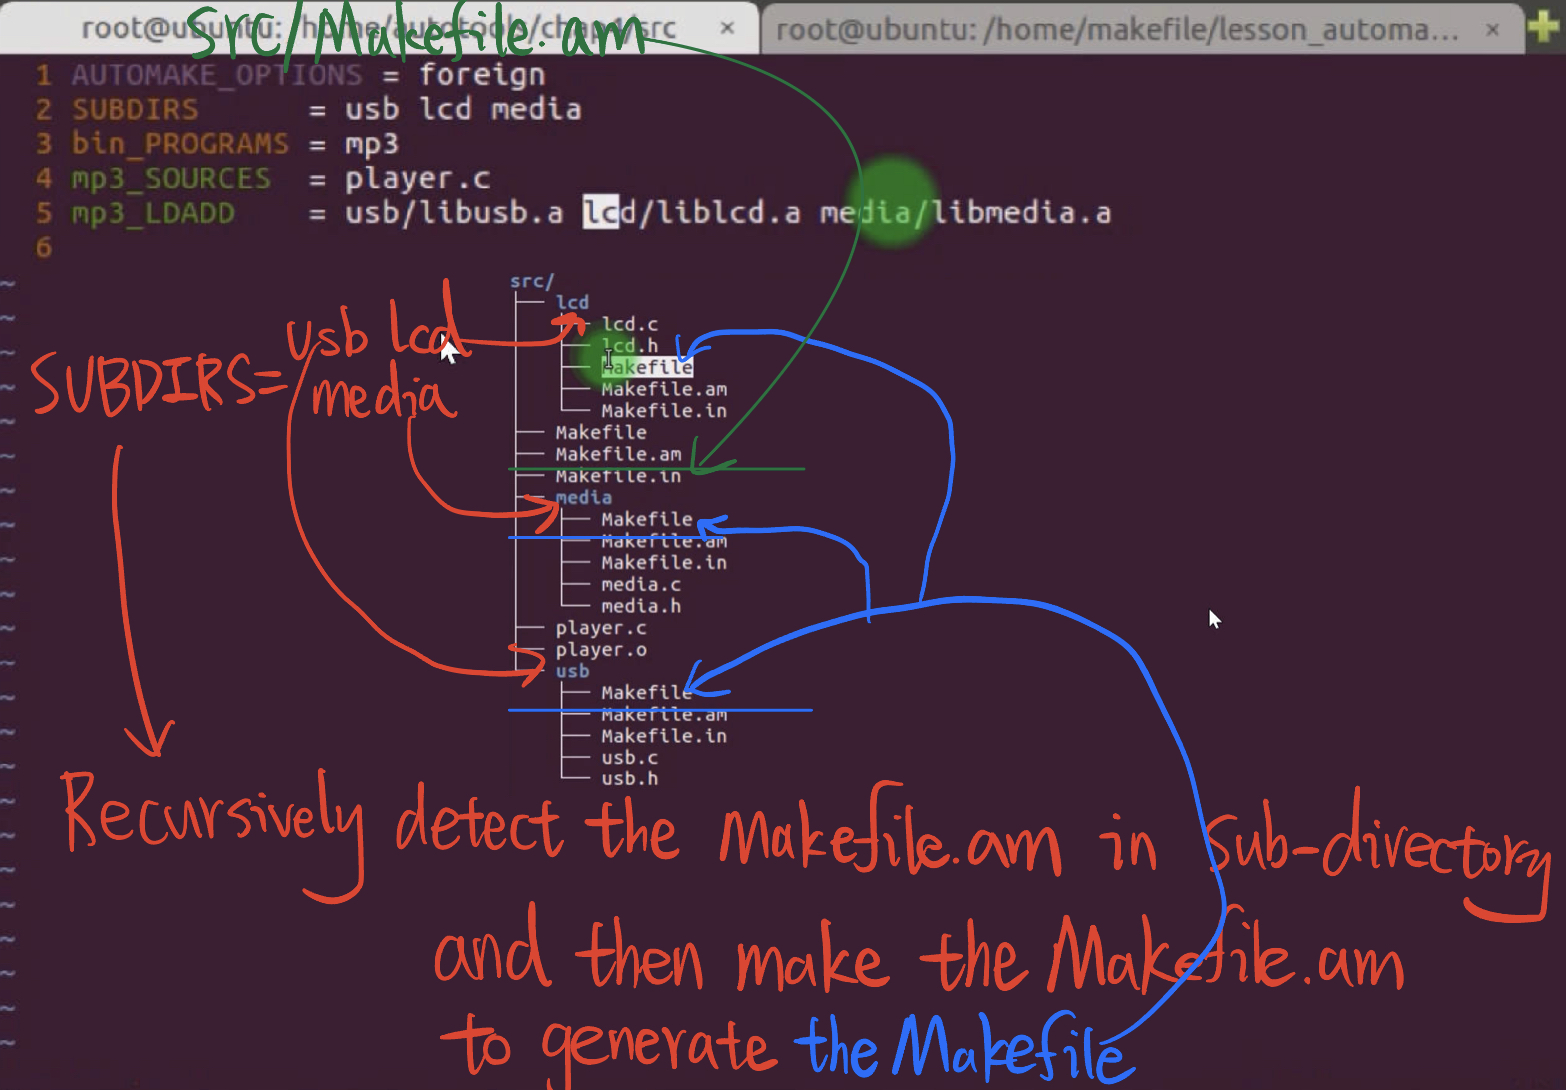 root@ubuntu: /home/autotools/chap4/src × root@ubuntu: /home/makefile/lesson_automa... ×
src/Makefile.am
1 AUTOMAKE_OPTIONS = foreign
2 SUBDIRS = usb lcd media
3 bin_PROGRAMS = mp3
4 mp3_SOURCES = player.c
5 mp3_LDADD = usb/libusb.a lcd/liblcd.a media/libmedia.a
6
src/
lcd
lcd.c
lcd.h
Makefile
Makefile.am
Makefile.in
Makefile
Makefile.am
Makefile.in
media
Makefile
Makefile.am
Makefile.in
media.c
media.h
player.c
player.o
usb
Makefile
Makefile.am
Makefile.in
usb.c
usb.h
SUBDIRS= usb lcd
media
Recursively detect the Makefile.am in sub-directory
and then make the Makefile.am
to generate the Makefile